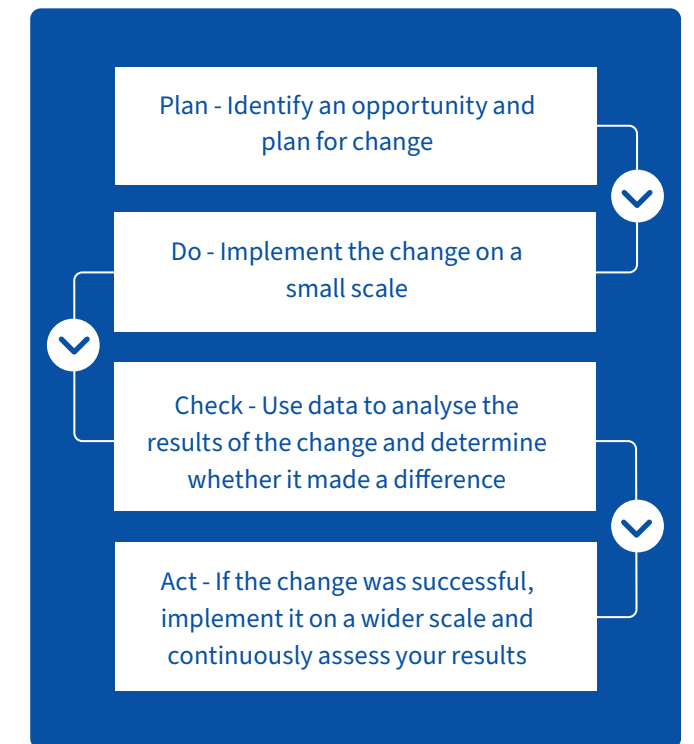 Plan - Identify an opportunity and
plan for change
Do - Implement the change on a
small scale
Check - Use data to analyse the
results of the change and determine
whether it made a difference
Act - If the change was successful,
implement it on a wider scale and
continuously assess your results